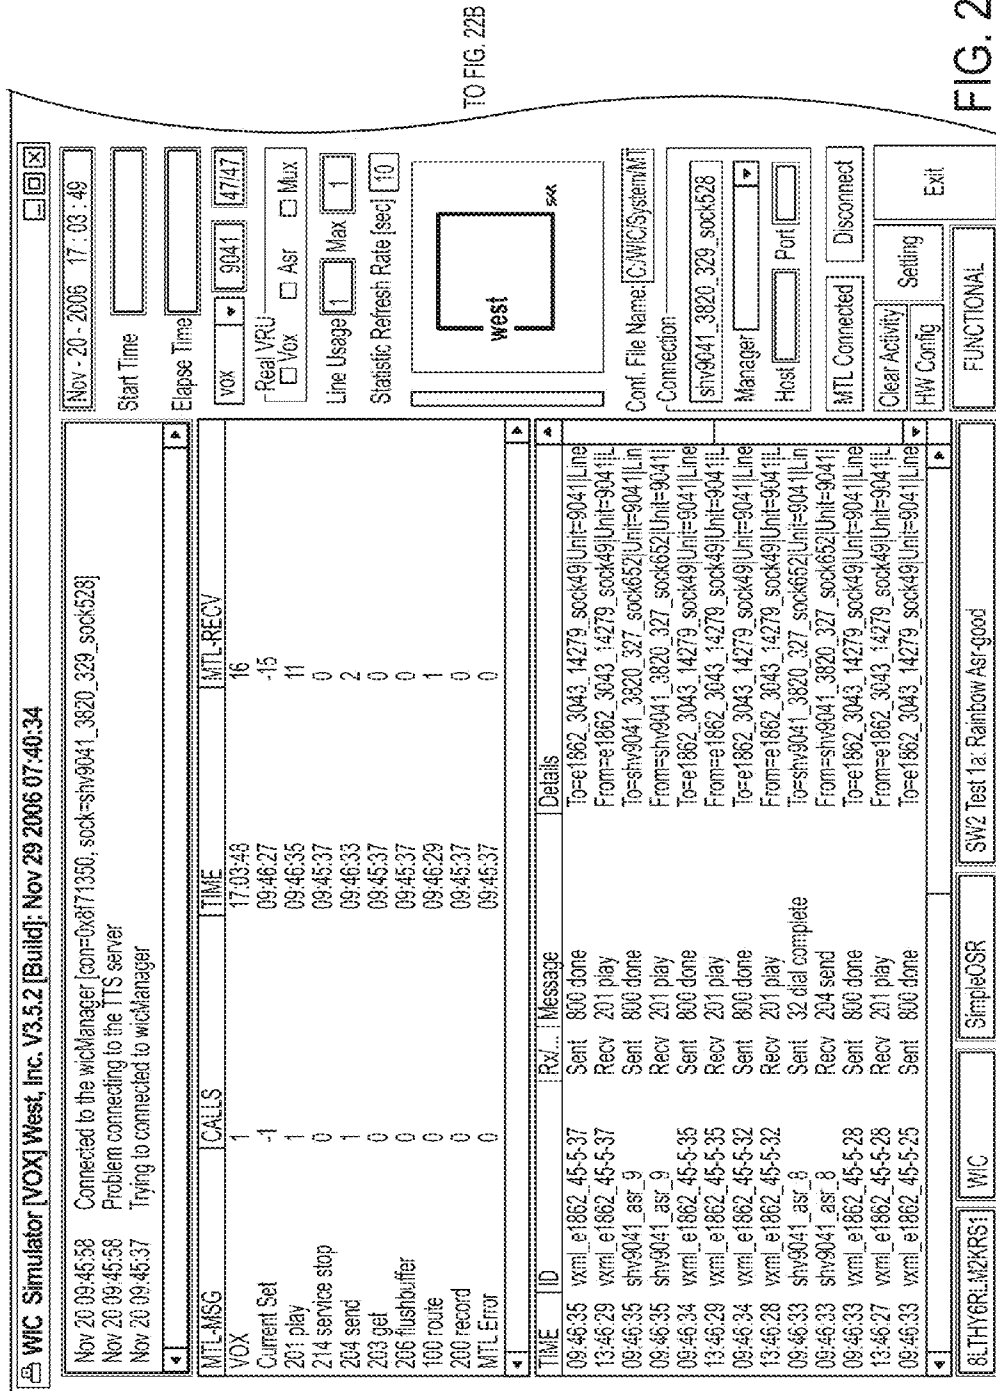 WIC Simulator [VOX] West, Inc. V3.5.2 [Build]: Nov 29 2006 07:40:34
Nov 20 09:45:58 Connected to the wicManager [con=0x8f71350, sock=shv9041_3820_329_sock528]
Nov 20 09:45:58 Problem connecting to the TTS server
Nov 20 09:45:37 Trying to connected to wicManager
MTL-MSG CALLS TIME MTL-RECV
VOX 1 17:03:48 16
Current Set -1 09:46:27 -15
201 play 1 09:46:35 11
214 service stop 0 09:45:37 0
204 send 1 09:46:33 2
203 get 0 09:45:37 0
206 flushbuffer 0 09:45:37 0
100 route 0 09:46:29 1
200 record 0 09:45:37 0
MTL Error 0 09:45:37 0
TIME ID Rx/... Message Details
09:46:35 vxml_e1862_45-5-37 Sent 800 done To=e1862_3043_14279_sock49|Unit=9041|Line
13:46:29 vxml_e1862_45-5-37 Recv 201 play From=e1862_3043_14279_sock49|Unit=9041|L
09:46:35 shv9041_asr_9 Sent 800 done To=shv9041_3820_327_sock652|Unit=9041|Lin
09:46:35 shv9041_asr_9 Recv 201 play From=shv9041_3820_327_sock652|Unit=9041|
09:46:34 vxml_e1862_45-5-35 Sent 800 done To=e1862_3043_14279_sock49|Unit=9041|Line
13:46:29 vxml_e1862_45-5-35 Recv 201 play From=e1862_3043_14279_sock49|Unit=9041|L
09:46:34 vxml_e1862_45-5-32 Sent 800 done To=e1862_3043_14279_sock49|Unit=9041|Line
13:46:28 vxml_e1862_45-5-32 Recv 201 play From=e1862_3043_14279_sock49|Unit=9041|L
09:46:33 shv9041_asr_8 Sent 32 dial complete To=shv9041_3820_327_sock652|Unit=9041|Lin
09:46:33 shv9041_asr_8 Recv 204 send From=shv9041_3820_327_sock652|Unit=9041|
09:46:33 vxml_e1862_45-5-28 Sent 800 done To=e1862_3043_14279_sock49|Unit=9041|Line
13:46:27 vxml_e1862_45-5-28 Recv 201 play From=e1862_3043_14279_sock49|Unit=9041|L
09:46:33 vxml_e1862_45-5-25 Sent 800 done To=e1862_3043_14279_sock49|Unit=9041|Line
8LTHY6RLM2KRS1 WIC SimpleOSR SW2 Test 1a: Rainbow Asr-good FUNCTIONAL
Nov - 20 - 2006 17 : 03 : 49
Start Time
Elapse Time
vox 9041 47/47
Real VRU
Vox Asr Mux
Line Usage 1 Max 1
Statistic Refresh Rate [sec] 10
west
Conf. File Name: C:/WIC/System/MT
Connection
shv9041_3820_329_sock528
Manager
Host Port
MTL Connected Disconnect
Clear Activity Setting Exit
HW Config
TO FIG. 22B
FIG. 2